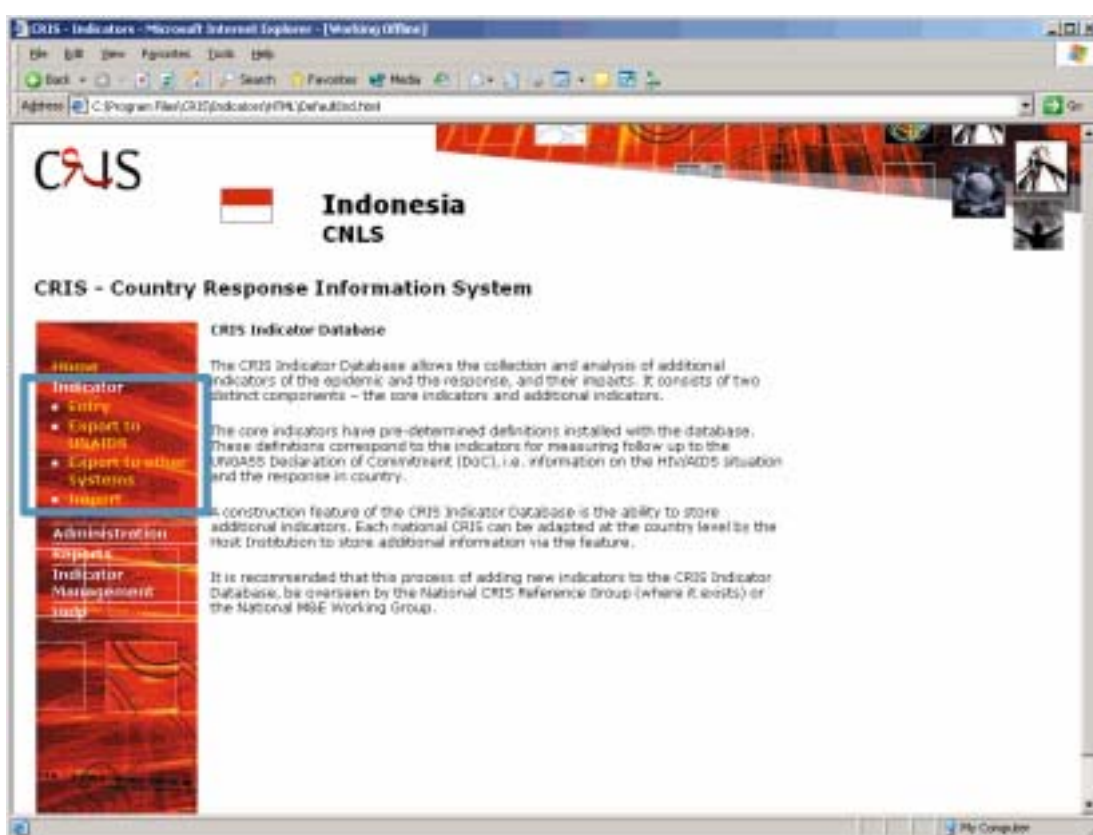 CRIS - Indicators - Microsoft Internet Explorer - [Working Offline]
File Edit View Favorites Tools Help
Back Search Favorites Media
Address C:\Program Files\CRIS\Indicators\HTML\DefaultInd.html Go
CRIS
Indonesia
CNLS
CRIS - Country Response Information System
Home
Indicator
Entry
Export to
UNAIDS
Export to other
Systems
Import
Administration
Reports
Indicator
Management
Help
CRIS Indicator Database
The CRIS Indicator Database allows the collection and analysis of additional
indicators of the epidemic and the response, and their impacts. It consists of two
distinct components – the core indicators and additional indicators.
The core indicators have pre-determined definitions installed with the database.
These definitions correspond to the indicators for measuring follow up to the
UNGASS Declaration of Commitment (DoC), i.e. information on the HIV/AIDS situation
and the response in country.
A construction feature of the CRIS Indicator Database is the ability to store
additional indicators. Each national CRIS can be adapted at the country level by the
Host Institution to store additional information via the feature.
It is recommended that this process of adding new indicators to the CRIS Indicator
Database, be overseen by the National CRIS Reference Group (where it exists) or
the National M&E Working Group.
My Computer